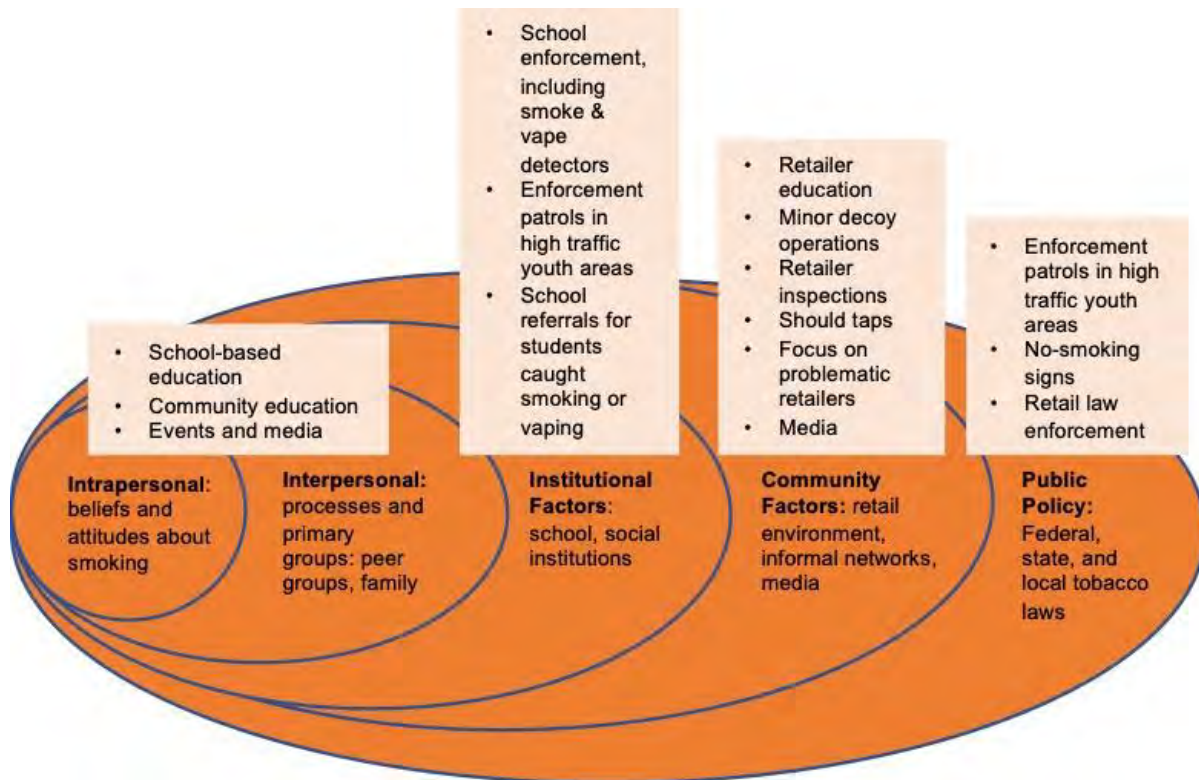 • School
enforcement,
including
smoke &
vape
detectors
• Enforcement
patrols in
high traffic
youth areas
• School
referrals for
students
caught
smoking or
vaping
• Retailer
education
• Minor decoy
operations
• Retailer
inspections
• Should taps
• Focus on
problematic
retailers
• Media
• Enforcement
patrols in high
traffic youth
areas
• No-smoking
signs
• Retail law
enforcement
• School-based
education
• Community education
• Events and media
Intrapersonal:
beliefs and
attitudes about
smoking
Interpersonal:
processes and
primary
groups: peer
groups, family
Institutional
Factors:
school, social
institutions
Community
Factors: retail
environment,
informal networks,
media
Public
Policy:
Federal,
state, and
local tobacco
laws